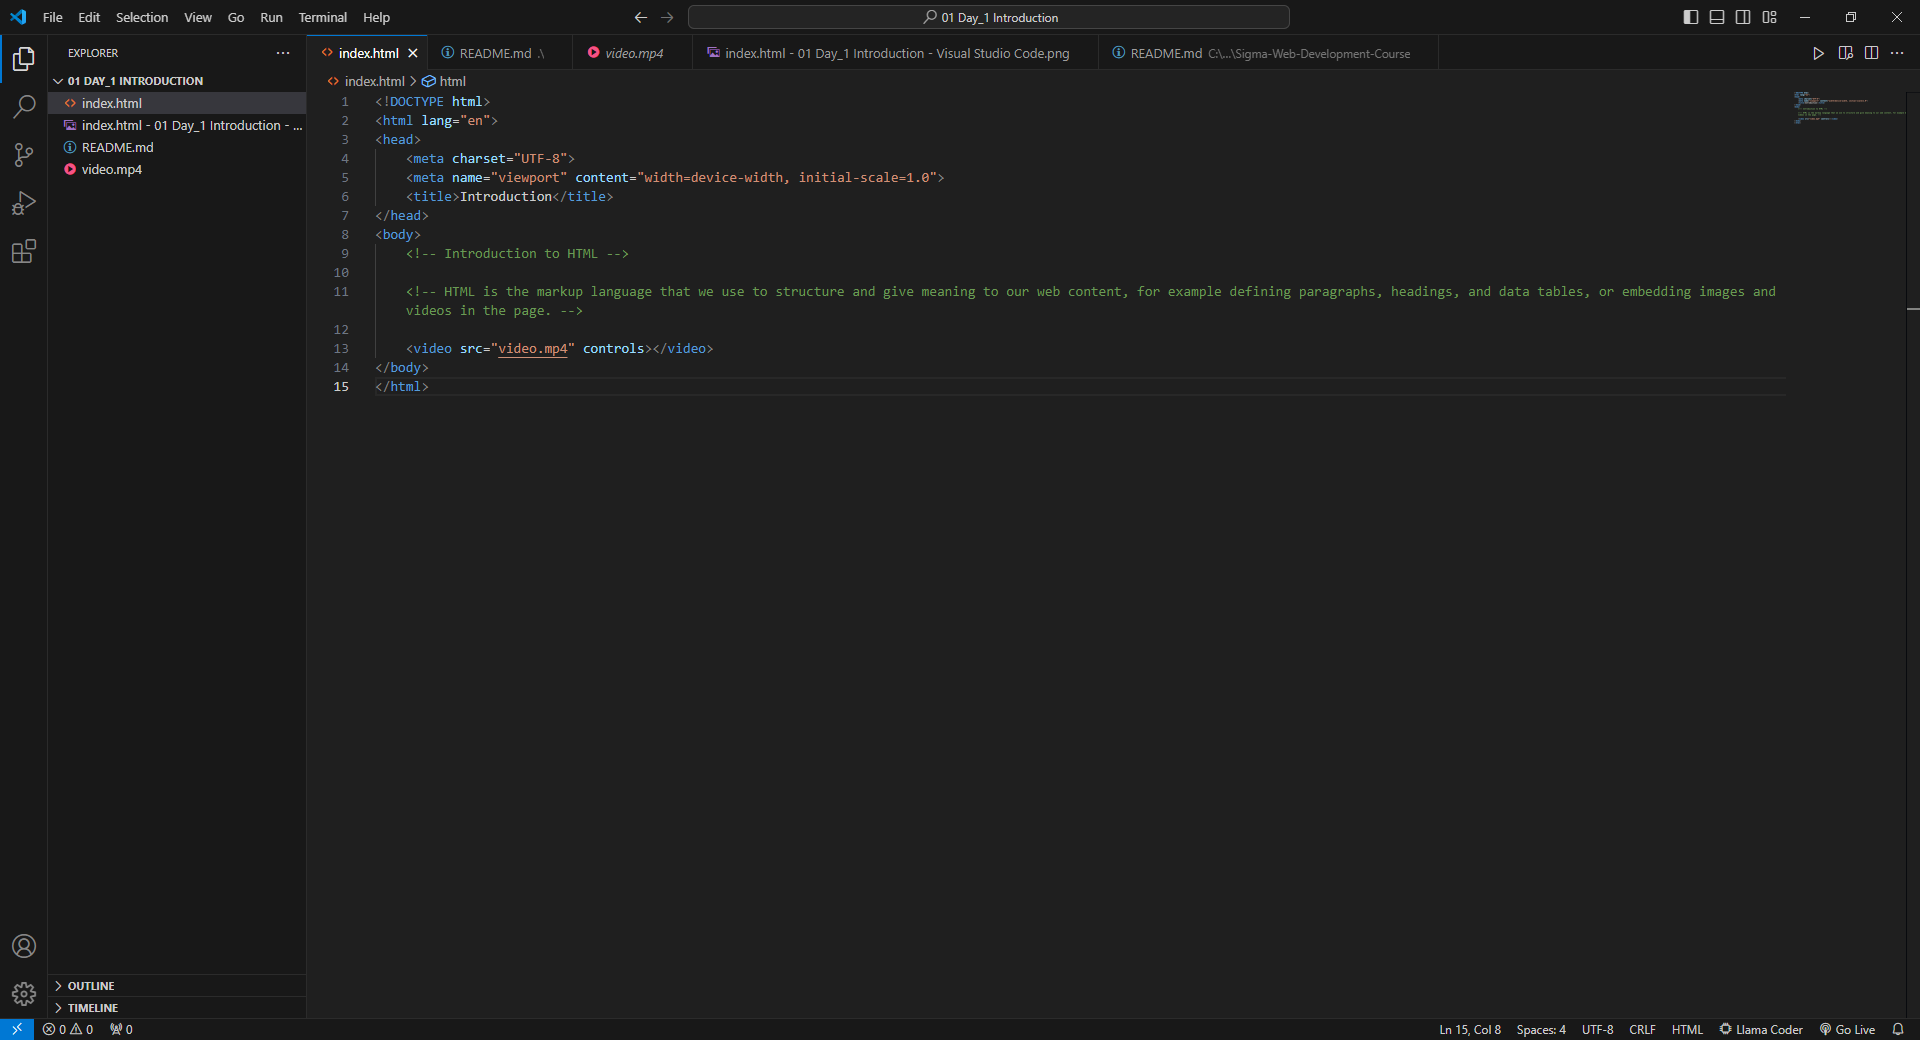 File Edit Selection View Go Run Terminal Help
01 Day_1 Introduction
EXPLORER
01 DAY_1 INTRODUCTION
index.html
index.html - 01 Day_1 Introduction - ...
README.md
video.mp4
OUTLINE
TIMELINE
index.html README.md .\ video.mp4 index.html - 01 Day_1 Introduction - Visual Studio Code.png README.md C:\...\Sigma-Web-Development-Course
index.html > html
1 <!DOCTYPE html>
2 <html lang="en">
3 <head>
4 <meta charset="UTF-8">
5 <meta name="viewport" content="width=device-width, initial-scale=1.0">
6 <title>Introduction</title>
7 </head>
8 <body>
9 <!-- Introduction to HTML -->
10
11 <!-- HTML is the markup language that we use to structure and give meaning to our web content, for example defining paragraphs, headings, and data tables, or embedding images and
videos in the page. -->
12
13 <video src="video.mp4" controls></video>
14 </body>
15 </html>
0 0 0 Ln 15, Col 8 Spaces: 4 UTF-8 CRLF HTML Llama Coder Go Live